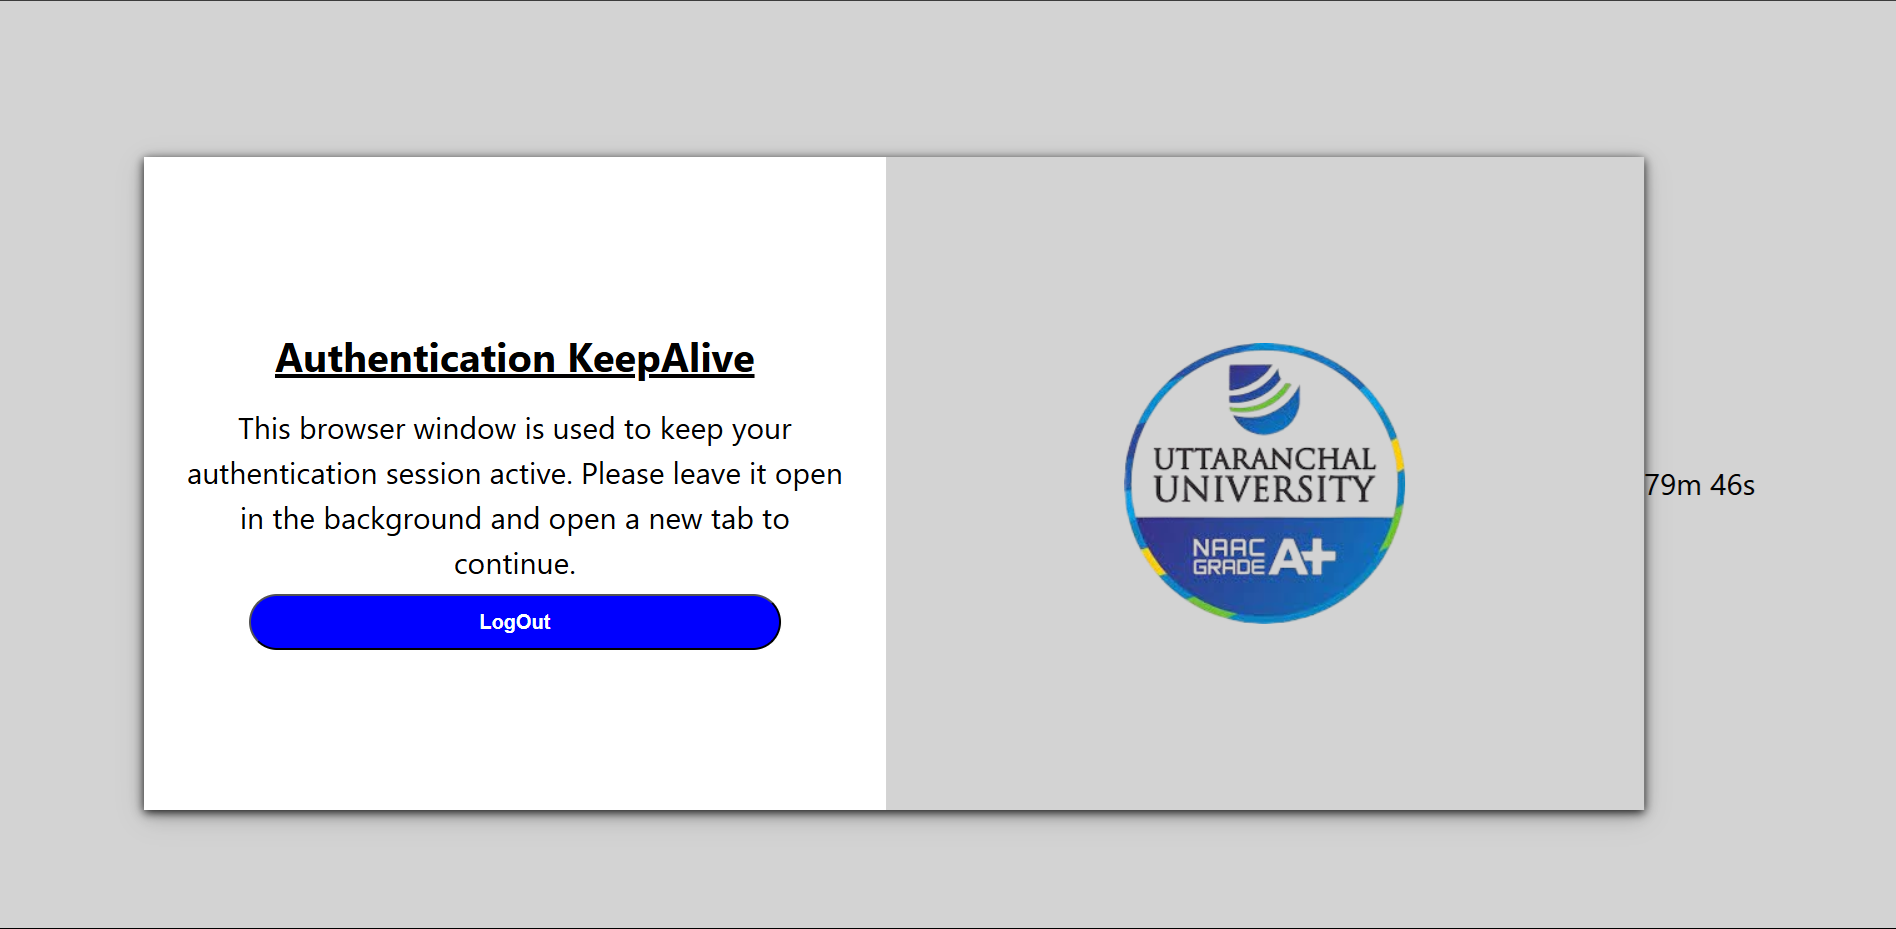 Authentication KeepAlive
This browser window is used to keep your
authentication session active. Please leave it open
in the background and open a new tab to
continue.
LogOut
UTTARANCHAL
UNIVERSITY
NAAC
GRADE A+
79m 46s